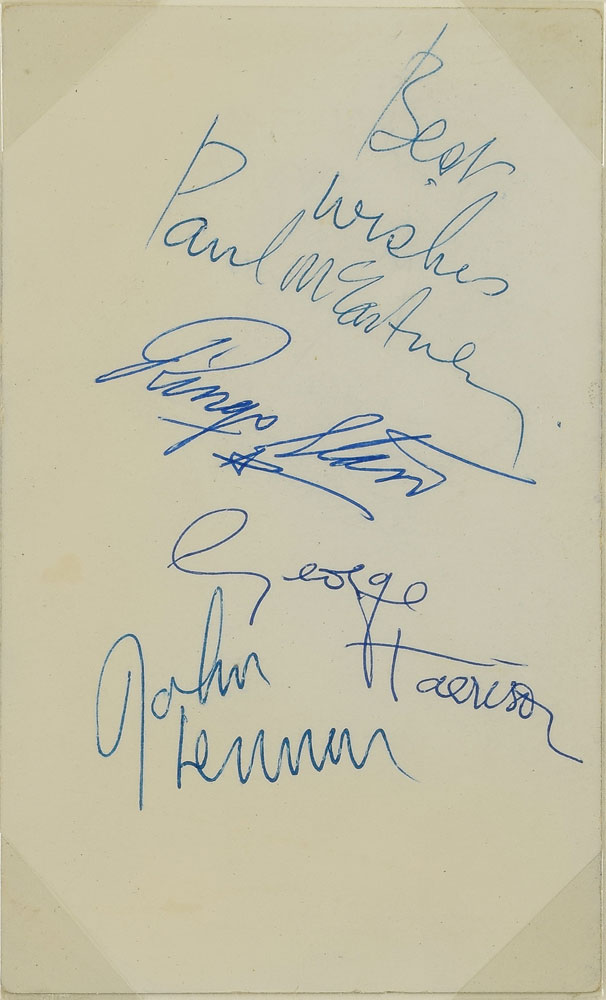 Best
wishes
Paul McCartney
Ringo Starr
George
Harrison
John
Lennon